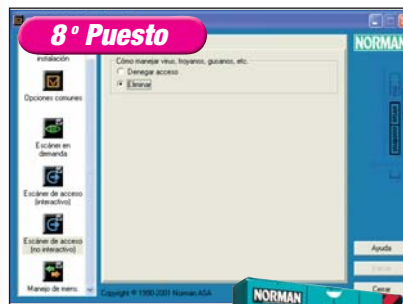 8º Puesto
NORMAN
instalación
Opciones comunes
Escáner en
demanda
Escáner de acceso
(interactivo)
Escáner de acceso
(no interactivo)
Manejo de mens.
Cómo manejar virus, troyanos, gusanos, etc.
Denegar acceso
Eliminar
Ayuda
Cerrar
Copyright © 1990-2001 Norman ASA
NORMAN